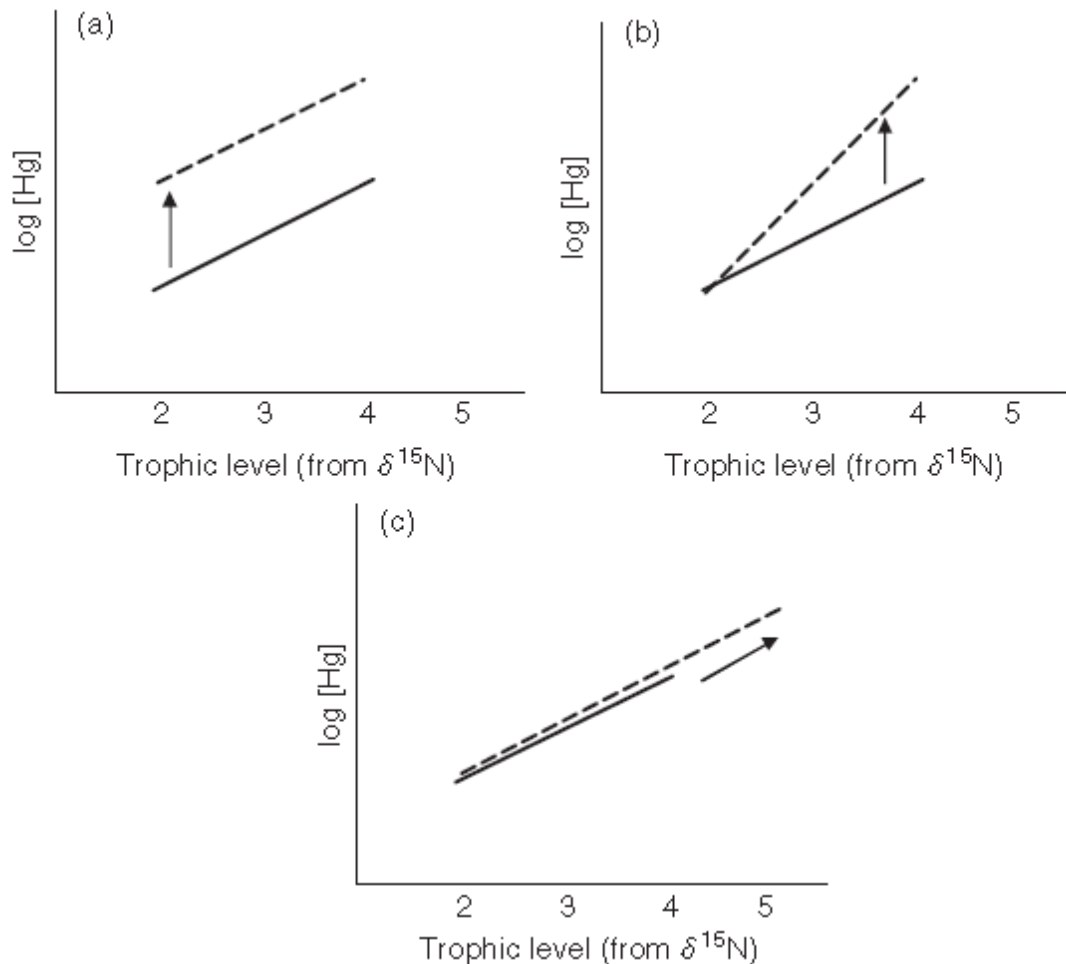 (a)
log [Hg]
2 3 4 5
Trophic level (from δ¹⁵N)
(b)
log [Hg]
2 3 4 5
Trophic level (from δ¹⁵N)
(c)
log [Hg]
2 3 4 5
Trophic level (from δ¹⁵N)